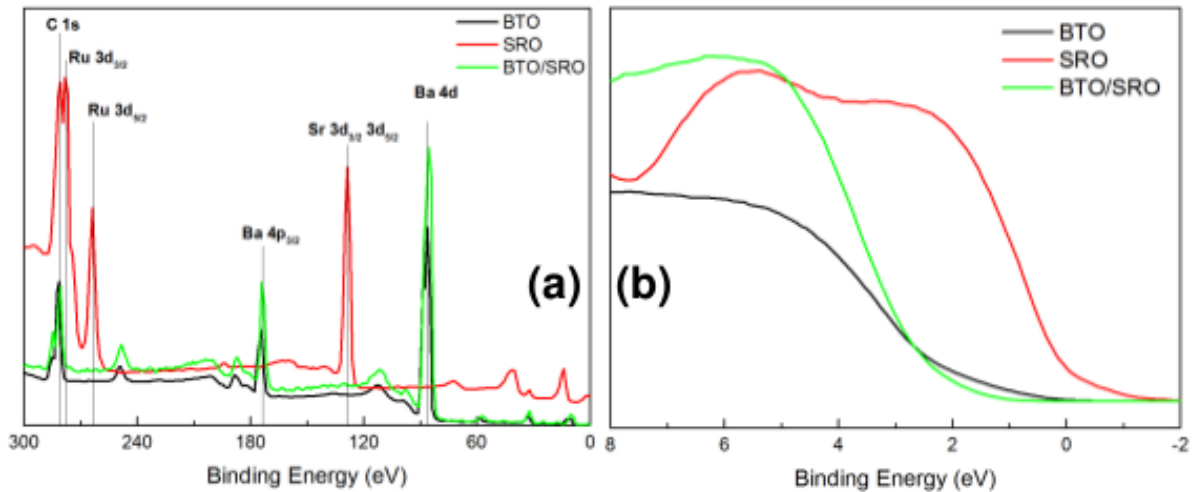 C 1s
Ru 3d₃/₂
Ru 3d₅/₂
Ba 4p₃/₂
Sr 3d₃/₂ 3d₅/₂
Ba 4d
BTO
SRO
BTO/SRO
(a)
300 240 180 120 60 0
Binding Energy (eV)
BTO
SRO
BTO/SRO
(b)
8 6 4 2 0 -2
Binding Energy (eV)